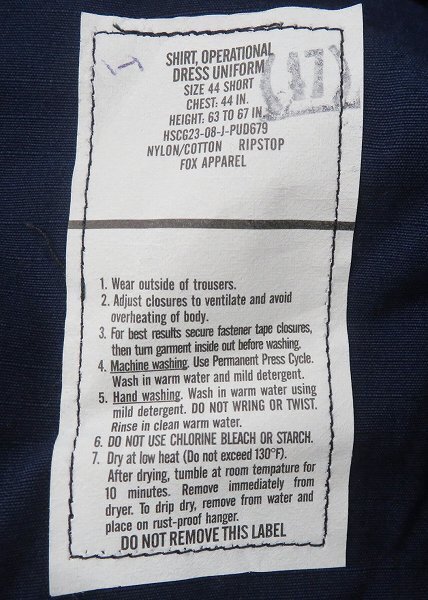 SHIRT, OPERATIONAL
DRESS UNIFORM
SIZE 44 SHORT
CHEST: 44 IN.
HEIGHT: 63 TO 67 IN.
HSCG23-08-J-PUD679
NYLON/COTTON RIPSTOP
FOX APPAREL
1. Wear outside of trousers.
2. Adjust closures to ventilate and avoid
overheating of body.
3. For best results secure fastener tape closures,
then turn garment inside out before washing.
4. Machine washing. Use Permanent Press Cycle.
Wash in warm water and mild detergent.
5. Hand washing. Wash in warm water using
mild detergent. DO NOT WRING OR TWIST.
Rinse in clean warm water.
6. DO NOT USE CHLORINE BLEACH OR STARCH.
7. Dry at low heat (Do not exceed 130°F).
After drying, tumble at room tempature for
10 minutes. Remove immediately from
dryer. To drip dry, remove from water and
place on rust-proof hanger.
DO NOT REMOVE THIS LABEL